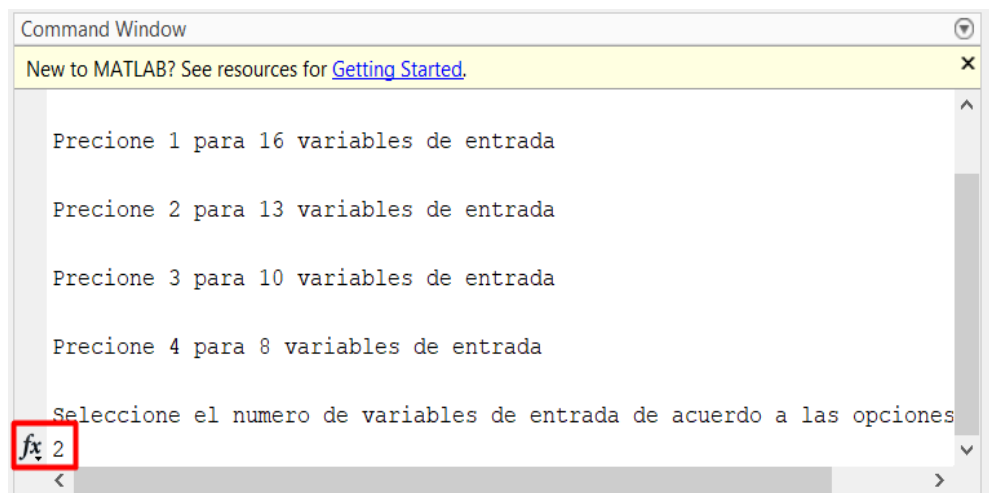 Command Window
New to MATLAB? See resources for Getting Started.
Precione 1 para 16 variables de entrada
Precione 2 para 13 variables de entrada
Precione 3 para 10 variables de entrada
Precione 4 para 8 variables de entrada
Seleccione el numero de variables de entrada de acuerdo a las opciones
fx 2